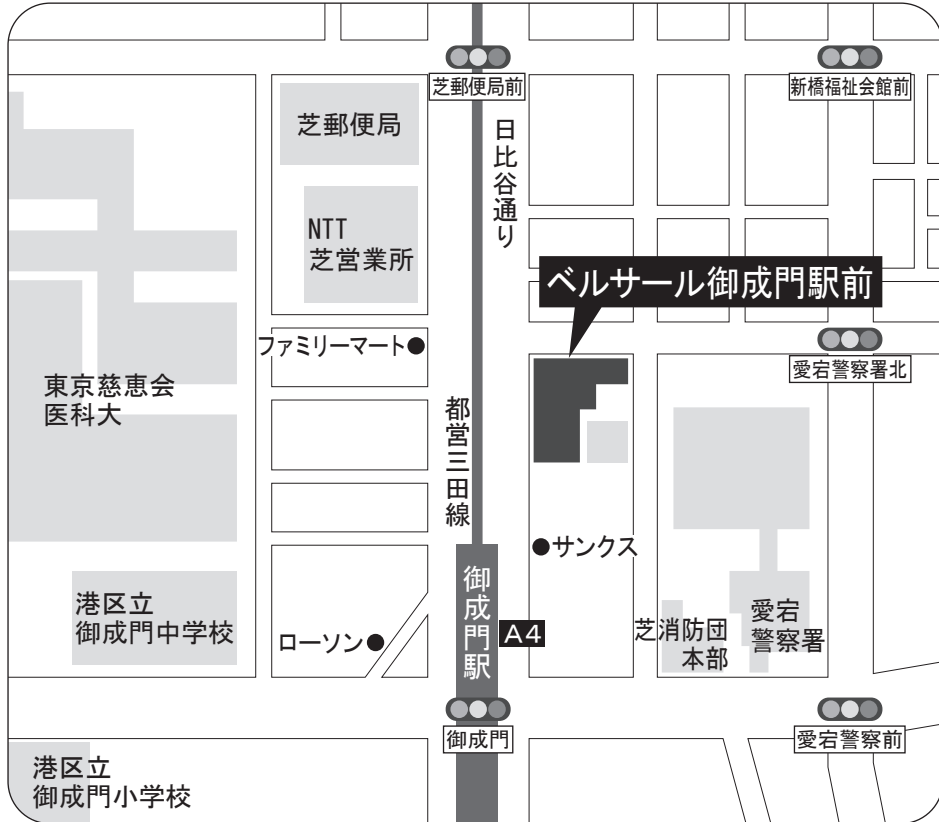 芝郵便局前
新橋福祉会館前
芝郵便局
日比谷通り
NTT
芝営業所
ベルサール御成門駅前
ファミリーマート
愛宕警察署北
東京慈恵会
医科大
都営三田線
サンクス
御成門駅
A4
港区立
御成門中学校
ローソン
芝消防団
本部
愛宕
警察署
御成門
愛宕警察前
港区立
御成門小学校